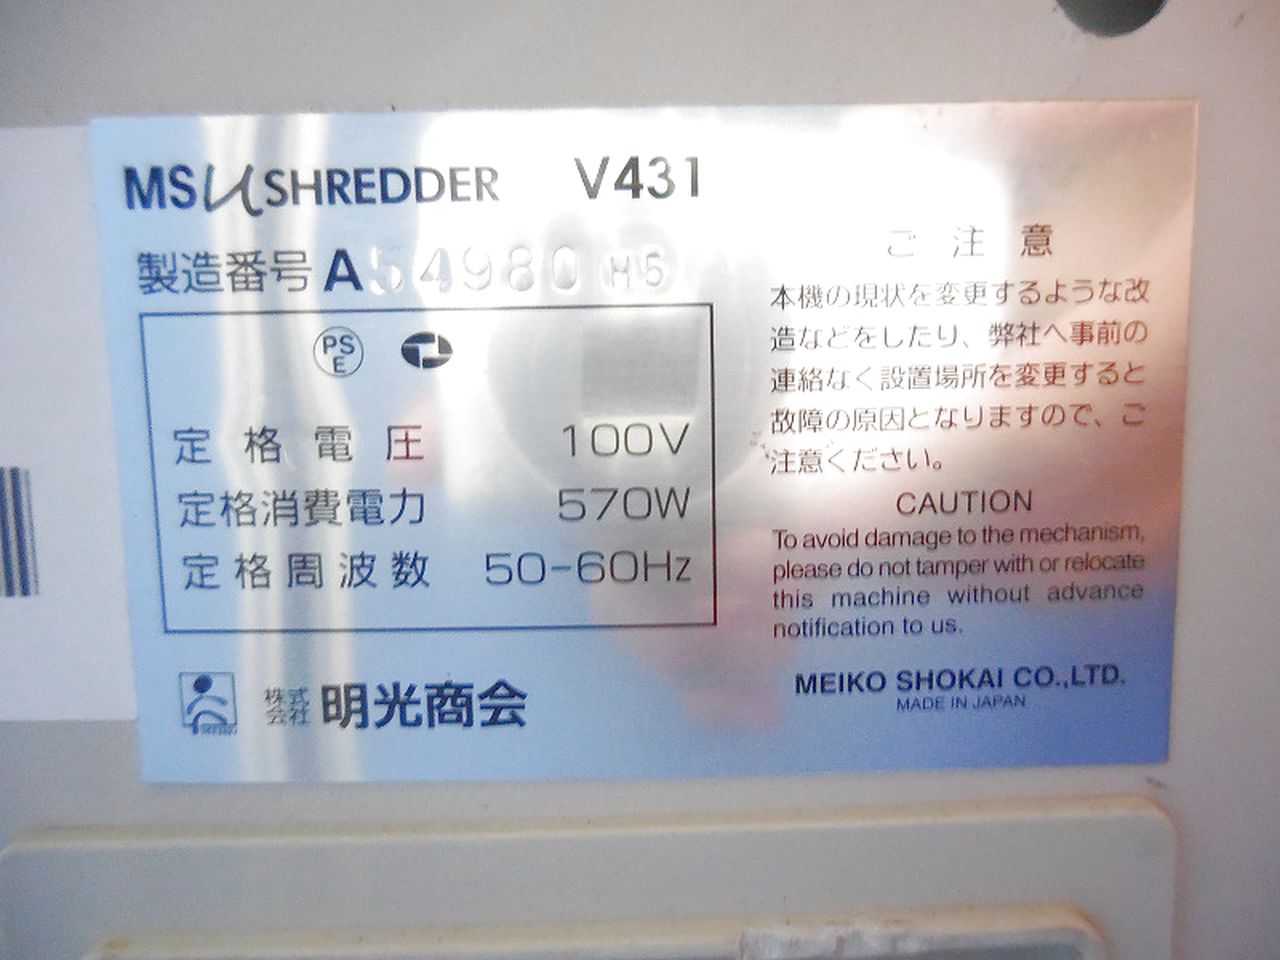 MSμSHREDDER V431
製造番号 A54980 H5
PS
E
定格電圧 100V
定格消費電力 570W
定格周波数 50-60Hz
株式
会社 明光商会
MEIKO
ご注意
本機の現状を変更するような改
造などをしたり、弊社へ事前の
連絡なく設置場所を変更すると
故障の原因となりますので、ご
注意ください。
CAUTION
To avoid damage to the mechanism,
please do not tamper with or relocate
this machine without advance
notification to us.
MEIKO SHOKAI CO.,LTD.
MADE IN JAPAN